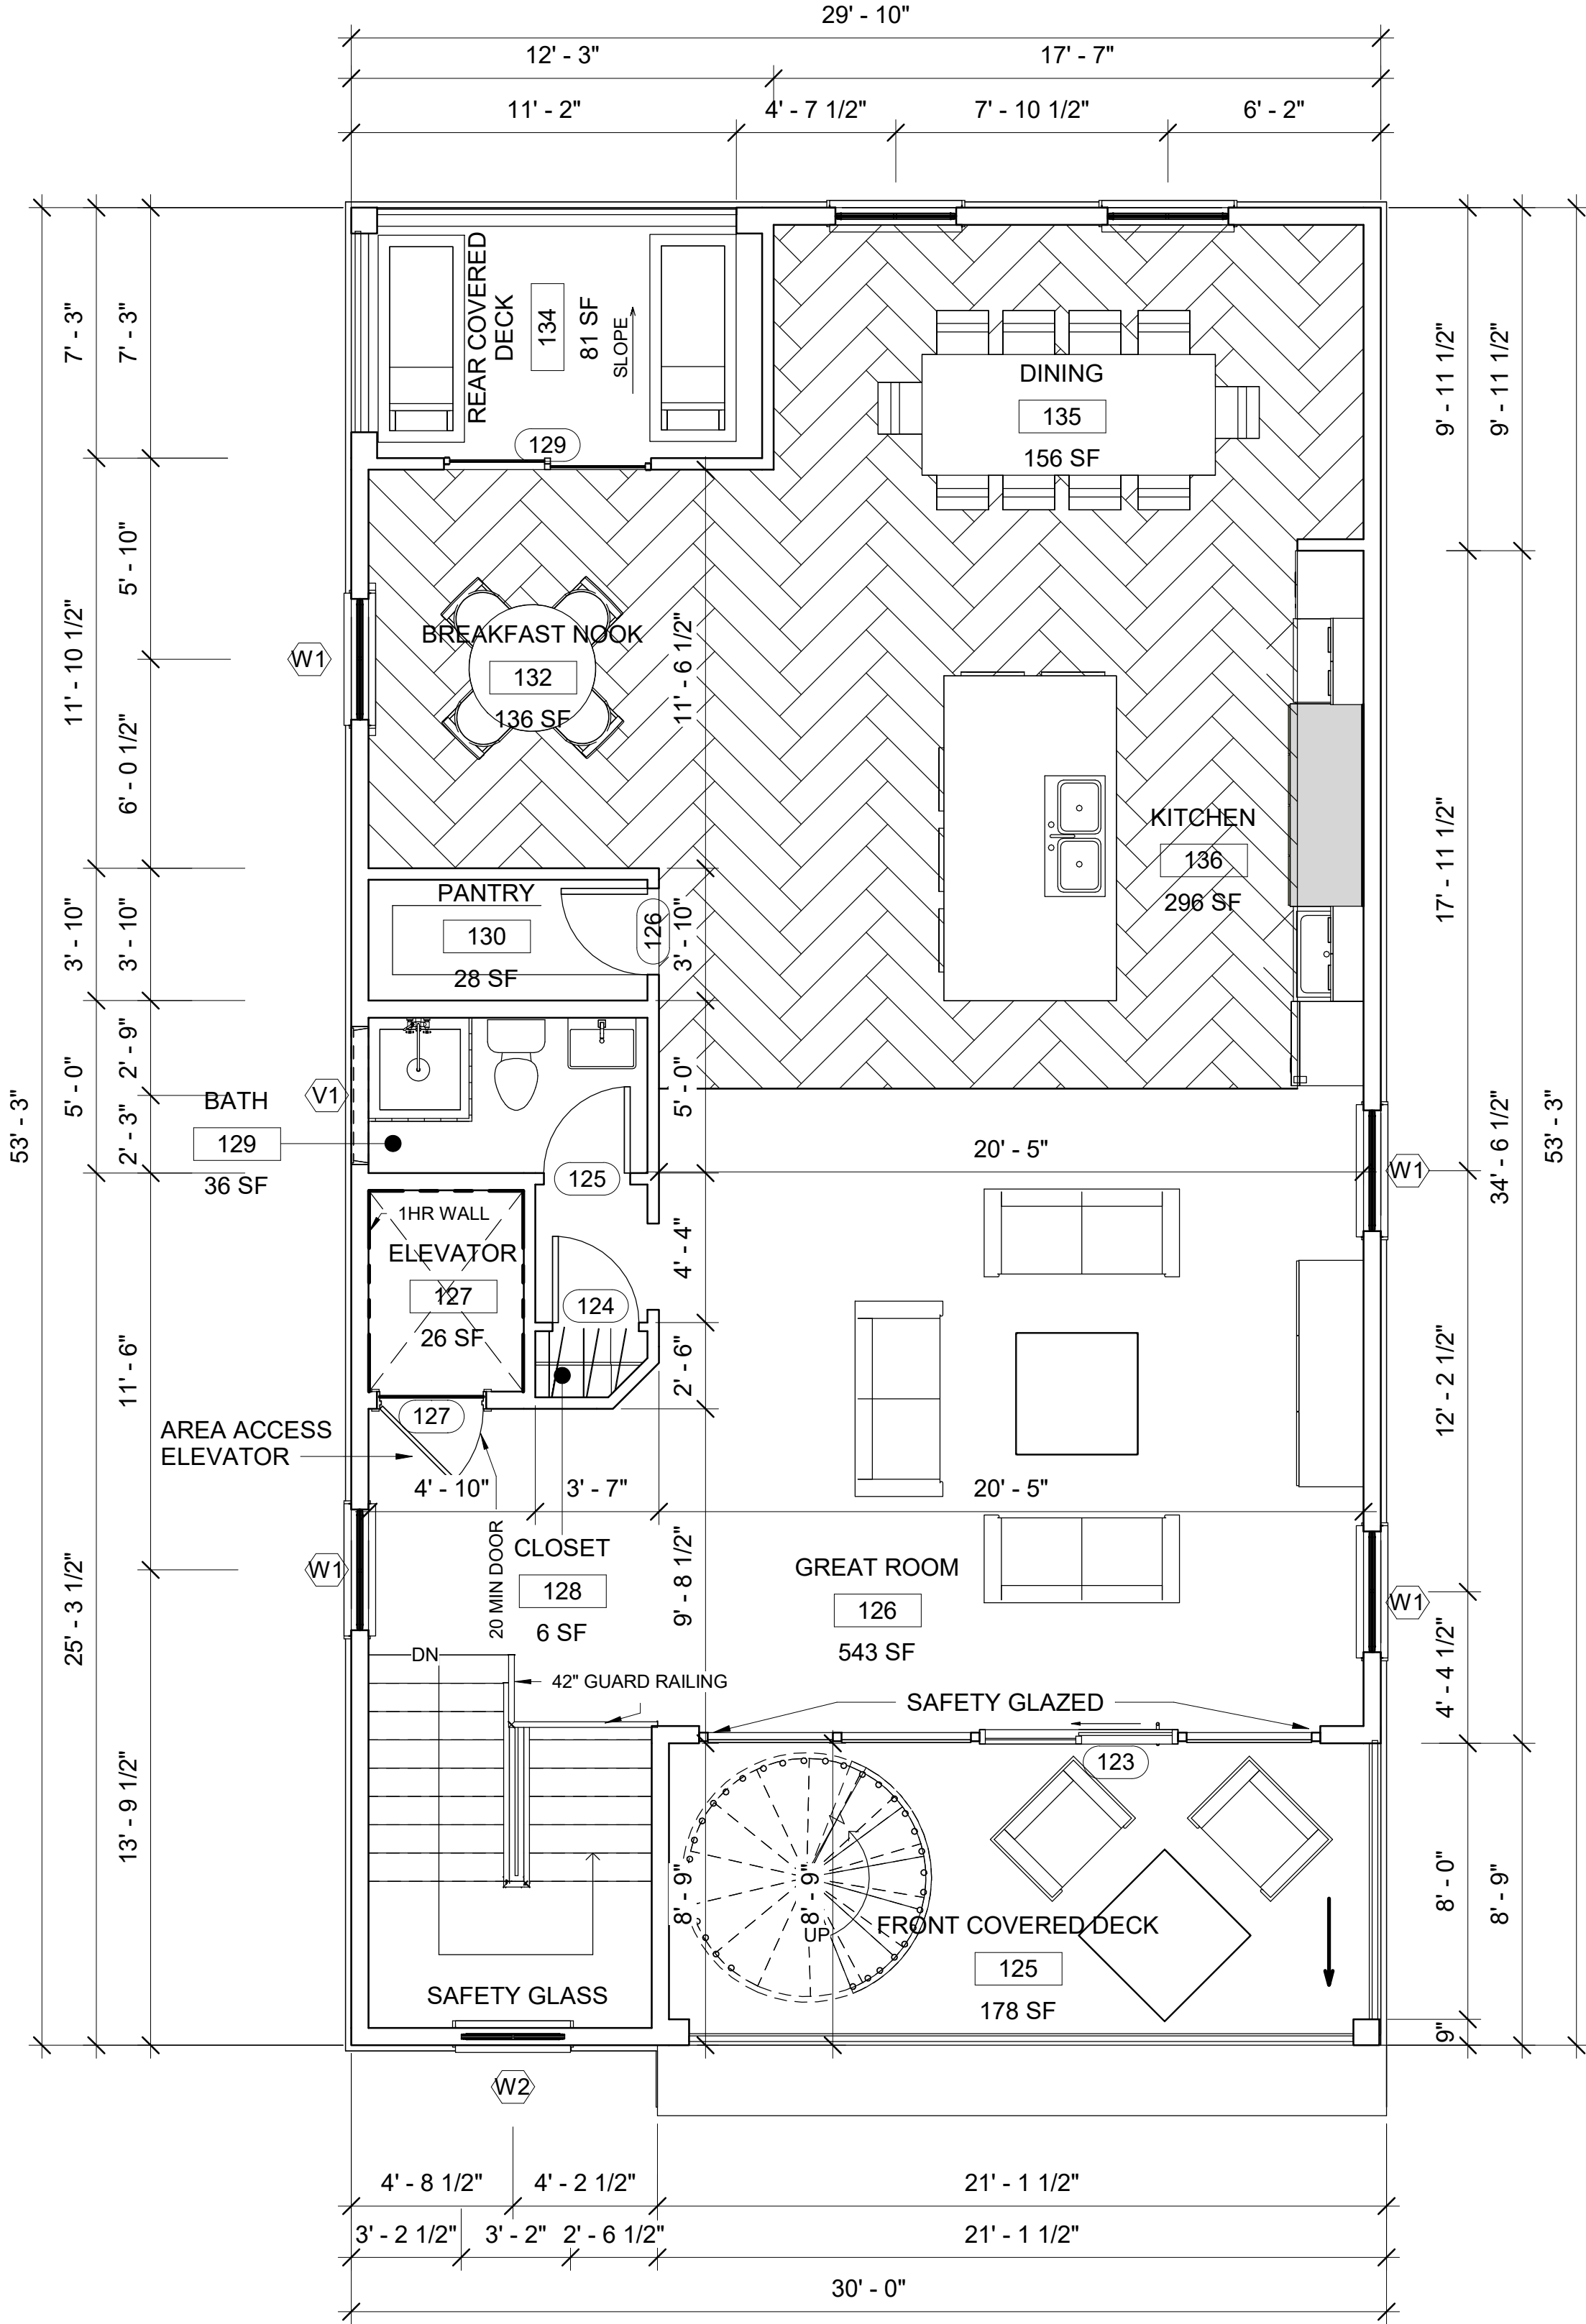 29' - 10"
12' - 3"
17' - 7"
11' - 2"
4' - 7 1/2"
7' - 10 1/2"
6' - 2"
53' - 3"
7' - 3"
11' - 10 1/2"
3' - 10"
5' - 0"
25' - 3 1/2"
7' - 3"
5' - 10"
6' - 0 1/2"
3' - 10"
2' - 9"
2' - 3"
11' - 6"
13' - 9 1/2"
REAR COVERED
DECK
134
81 SF
SLOPE
129
DINING
135
156 SF
BREAKFAST NOOK
132
136 SF
11' - 6 1/2"
W1
KITCHEN
136
296 SF
PANTRY
130
28 SF
126
3' - 10"
V1
BATH
129
36 SF
5' - 0"
125
20' - 5"
W1
1HR WALL
ELEVATOR
127
26 SF
4' - 4"
124
2' - 6"
127
AREA ACCESS
ELEVATOR
4' - 10"
3' - 7"
20' - 5"
20 MIN DOOR
CLOSET
128
6 SF
9' - 8 1/2"
GREAT ROOM
126
543 SF
W1
W1
DN
42" GUARD RAILING
SAFETY GLAZED
123
8' - 9"
8' - 9"
UP
FRONT COVERED DECK
125
178 SF
SAFETY GLASS
W2
9' - 11 1/2"
17' - 11 1/2"
12' - 2 1/2"
4' - 4 1/2"
8' - 0"
9"
9' - 11 1/2"
34' - 6 1/2"
8' - 9"
53' - 3"
4' - 8 1/2"
4' - 2 1/2"
21' - 1 1/2"
3' - 2 1/2"
3' - 2"
2' - 6 1/2"
21' - 1 1/2"
30' - 0"